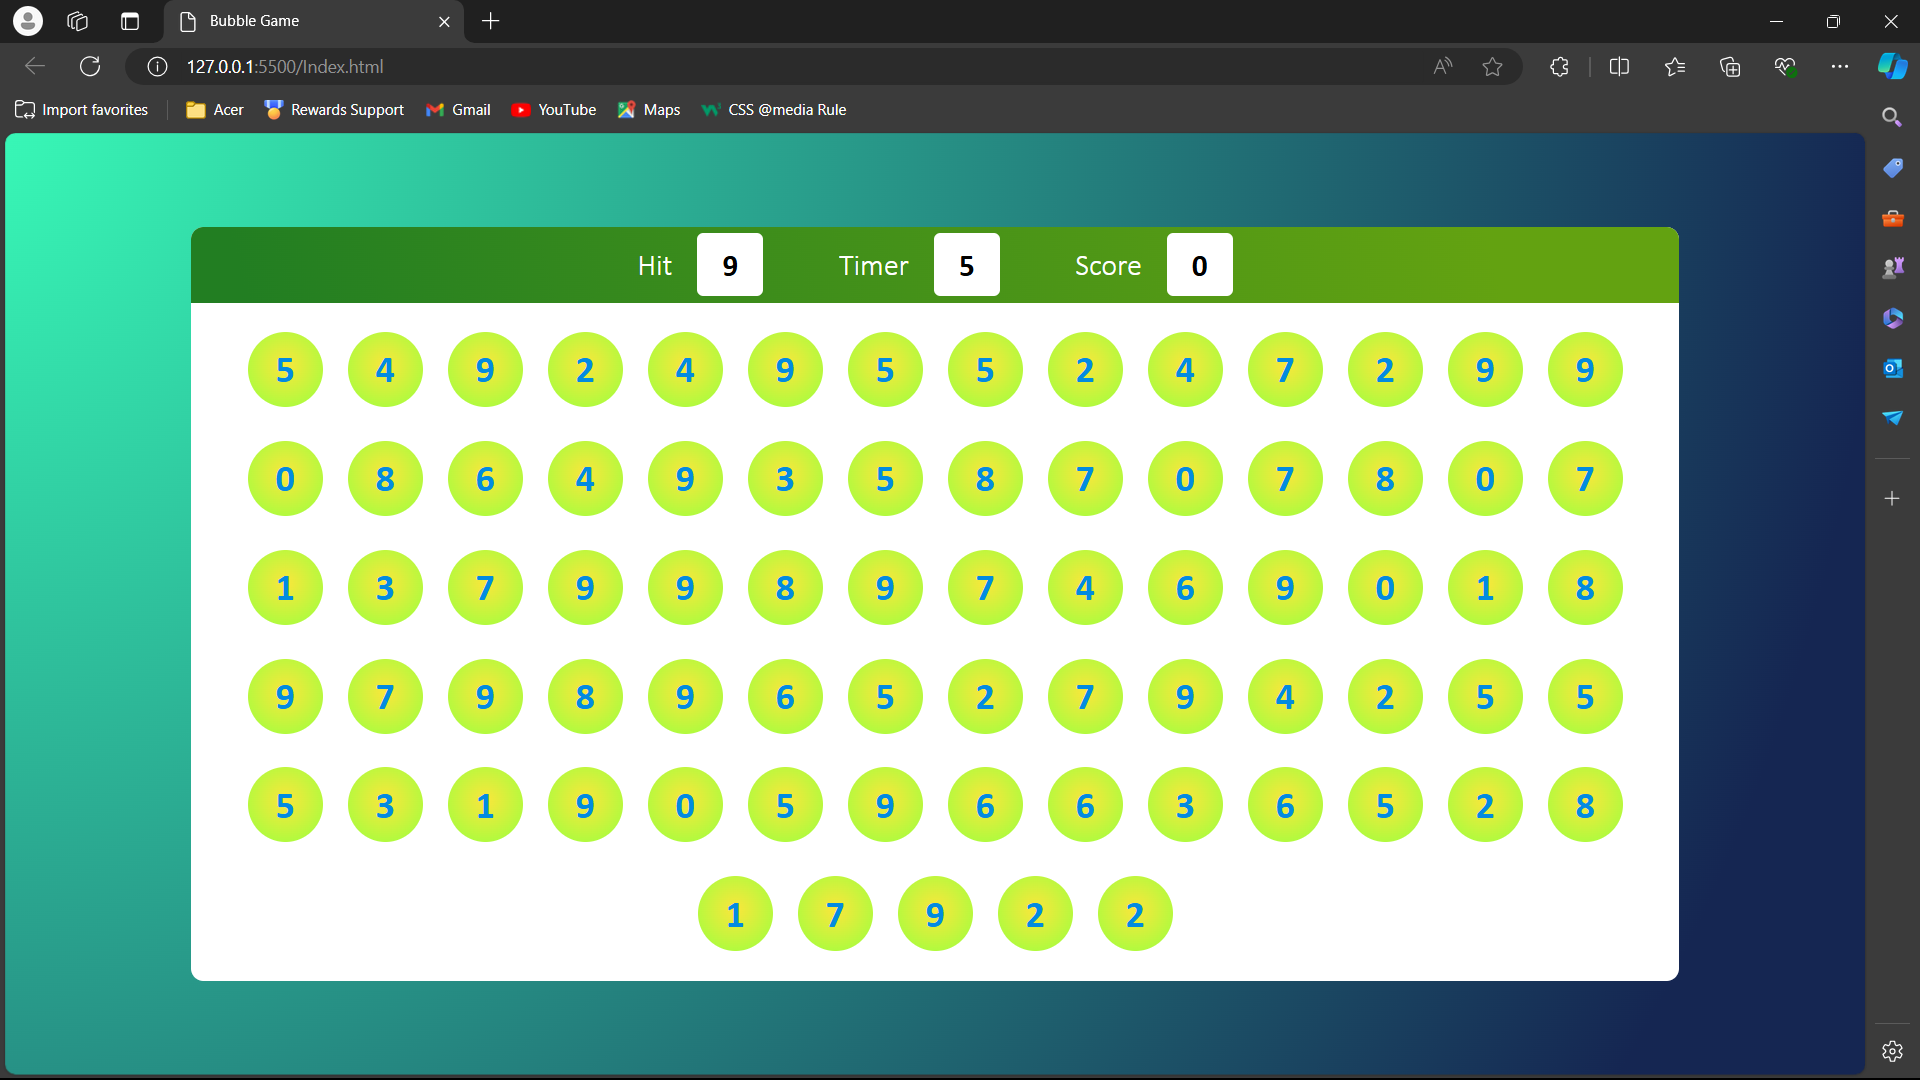 Bubble Game
127.0.0.1:5500/Index.html
Import favorites Acer Rewards Support Gmail YouTube Maps CSS @media Rule
Hit 9 Timer 5 Score 0
5 4 9 2 4 9 5 5 2 4 7 2 9 9
0 8 6 4 9 3 5 8 7 0 7 8 0 7
1 3 7 9 9 8 9 7 4 6 9 0 1 8
9 7 9 8 9 6 5 2 7 9 4 2 5 5
5 3 1 9 0 5 9 6 6 3 6 5 2 8
1 7 9 2 2